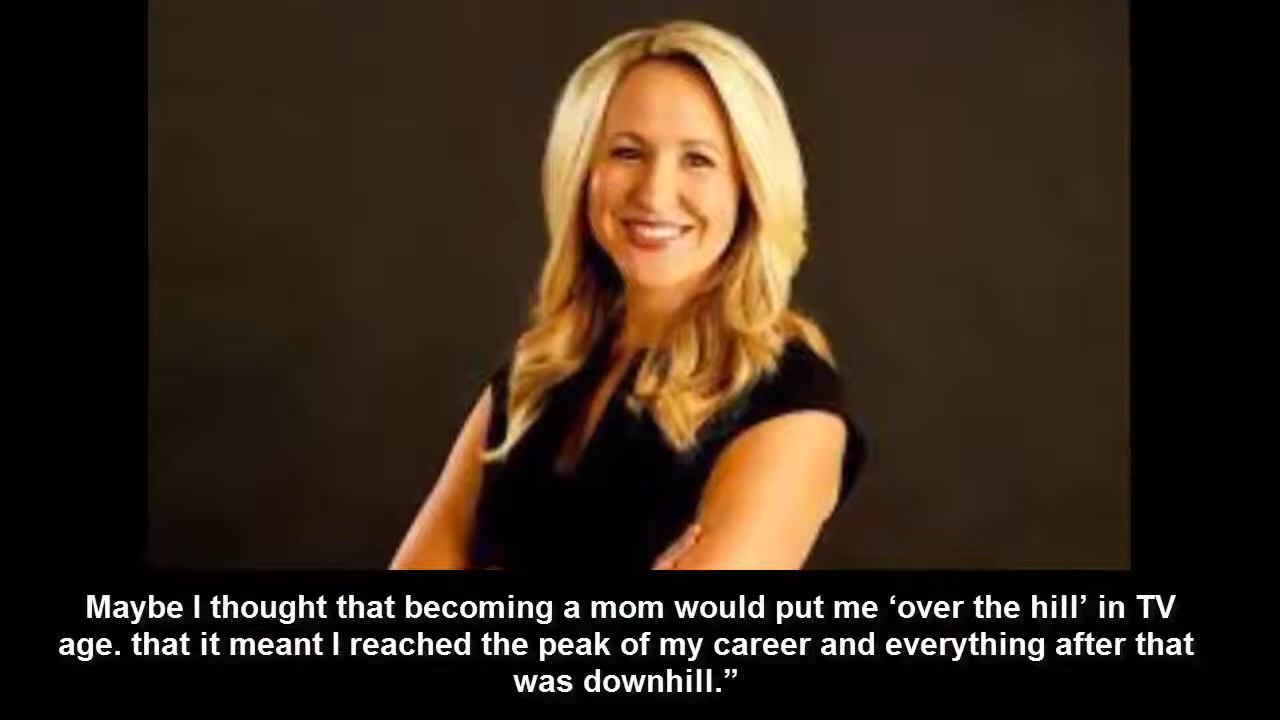 Maybe I thought that becoming a mom would put me ‘over the hill’ in TV
age. that it meant I reached the peak of my career and everything after that
was downhill.”